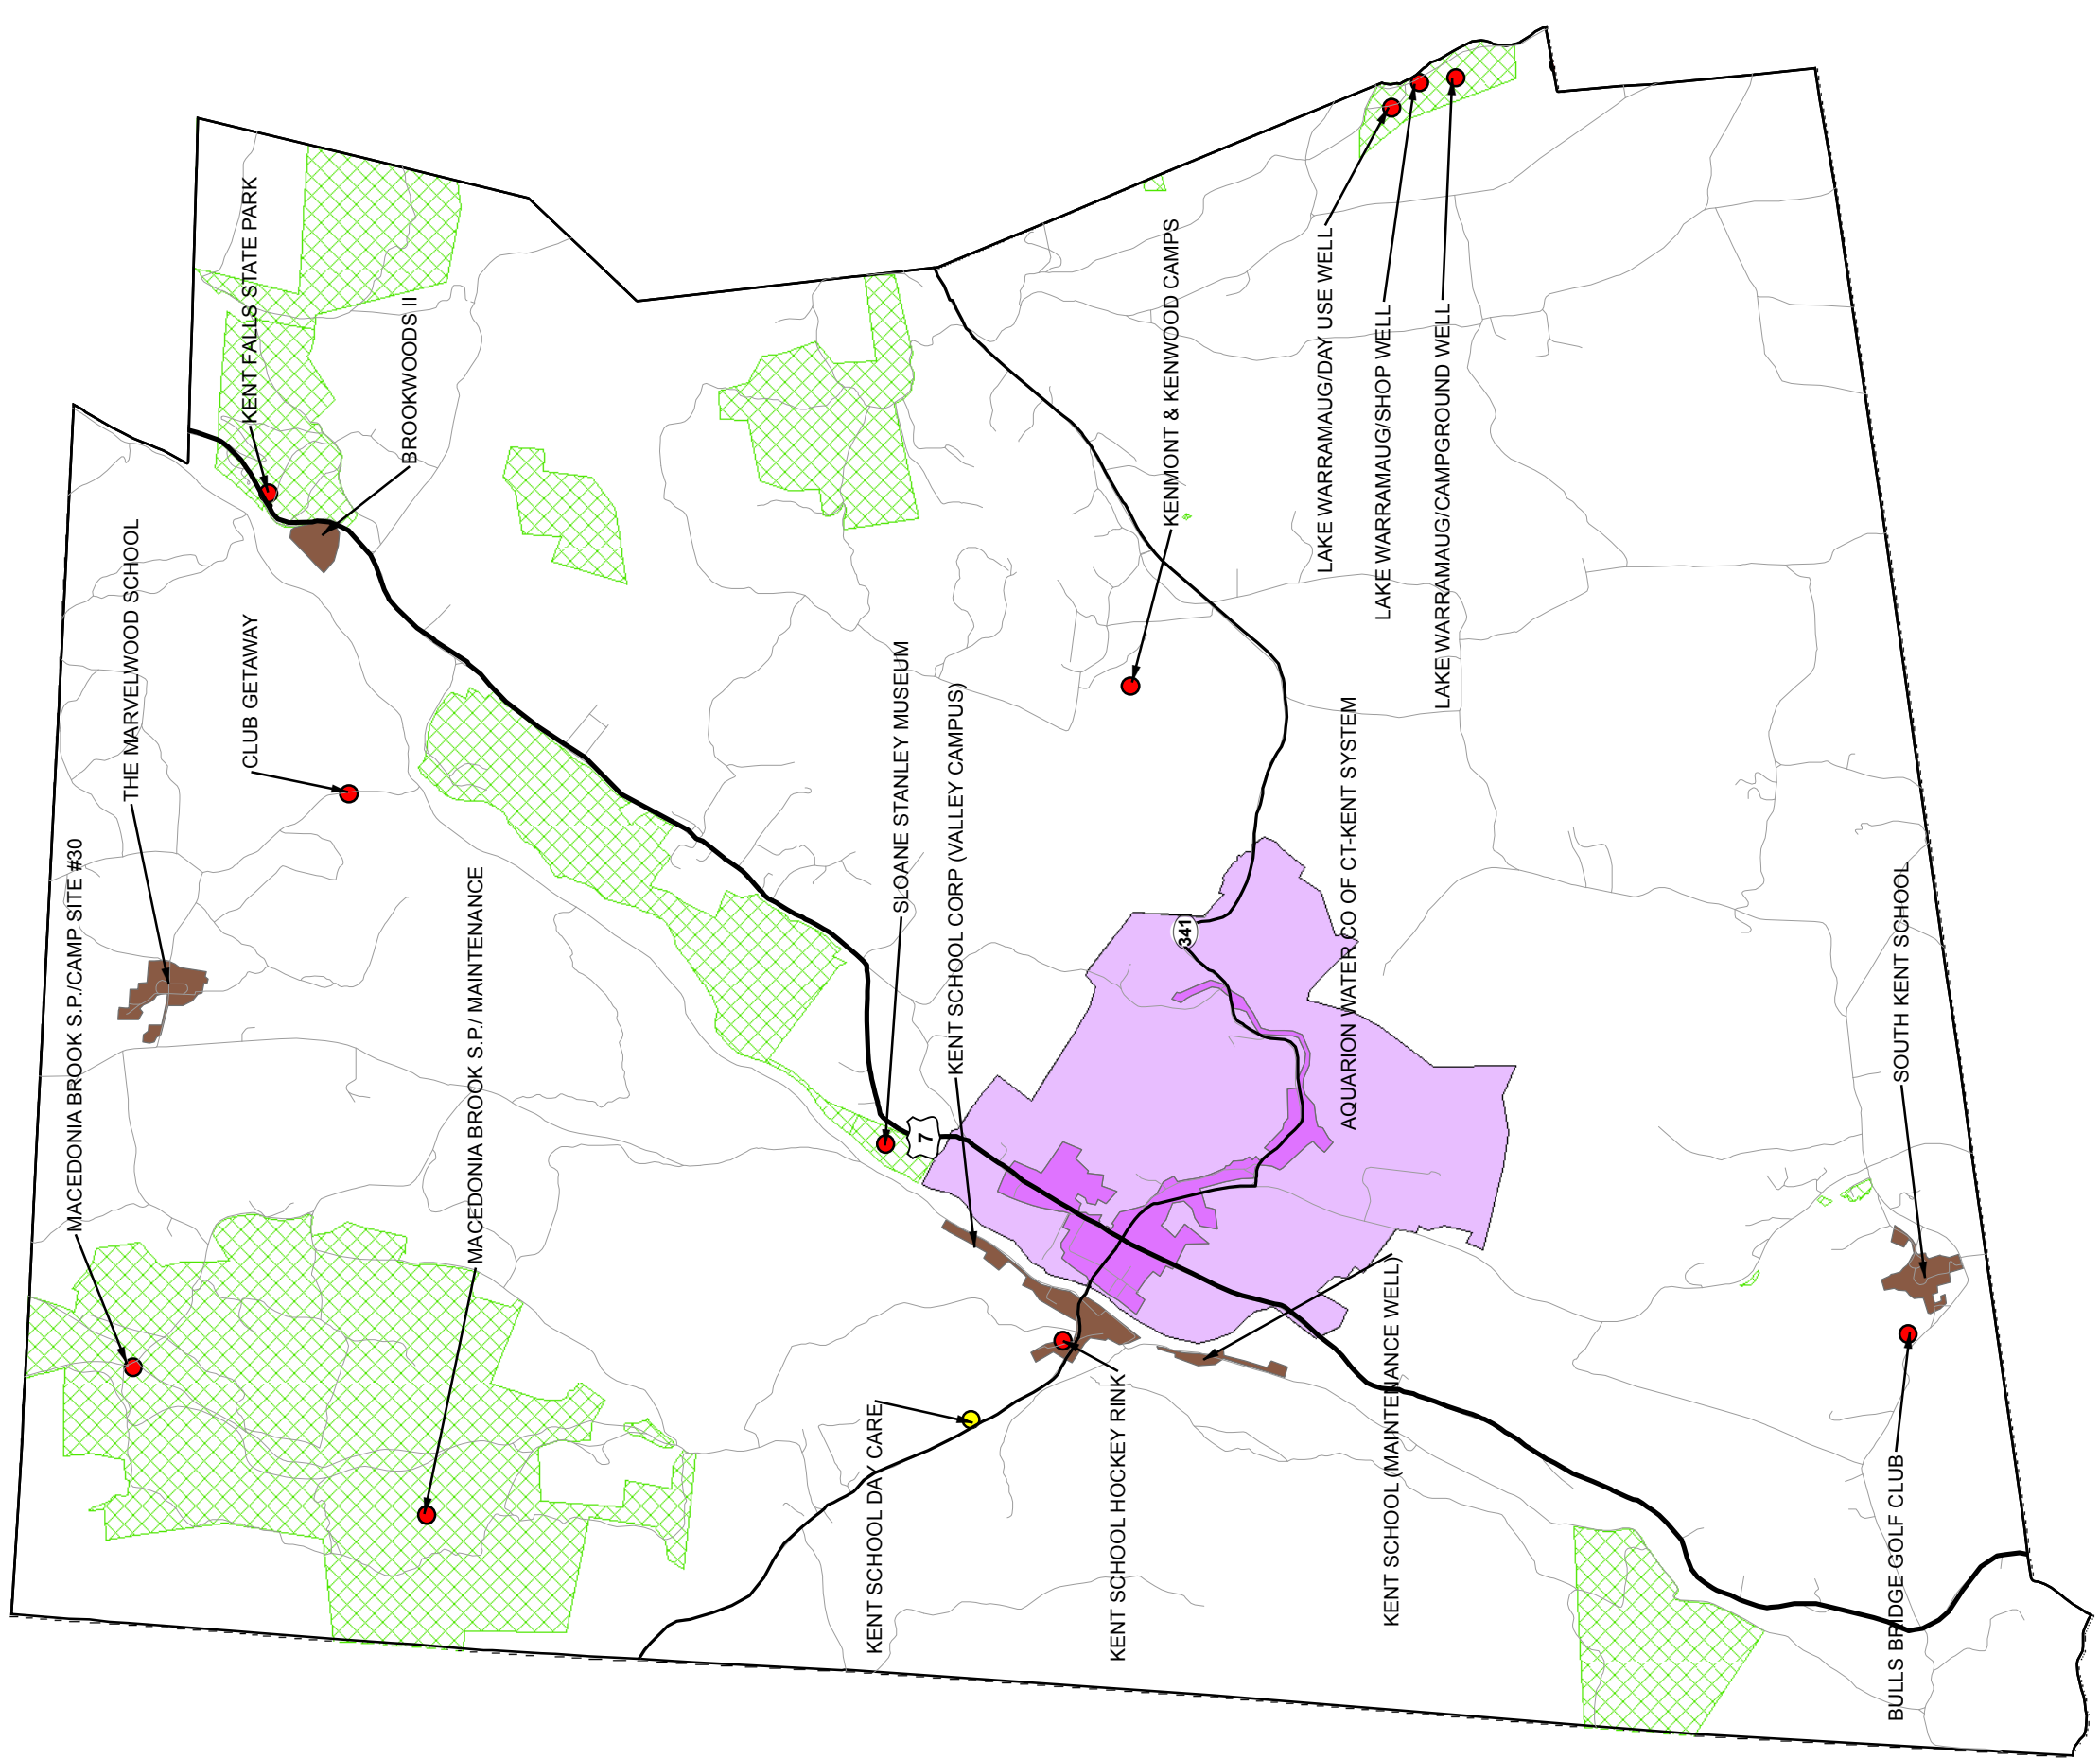 MACEDONIA BROOK S.P./CAMP SITE #30
THE MARVELWOOD SCHOOL
CLUB GETAWAY
KENT FALLS STATE PARK
BROOKWOODS II
MACEDONIA BROOK S.P./ MAINTENANCE
SLOANE STANLEY MUSEUM
KENT SCHOOL CORP (VALLEY CAMPUS)
KENMONT & KENWOOD CAMPS
LAKE WARRAMAUG/DAY USE WELL
LAKE WARRAMAUG/SHOP WELL
LAKE WARRAMAUG/CAMPGROUND WELL
AQUARION WATER CO OF CT-KENT SYSTEM
341
7
KENT SCHOOL DAY CARE
KENT SCHOOL HOCKEY RINK
KENT SCHOOL (MAINTENANCE WELL)
SOUTH KENT SCHOOL
BULLS BRIDGE GOLF CLUB